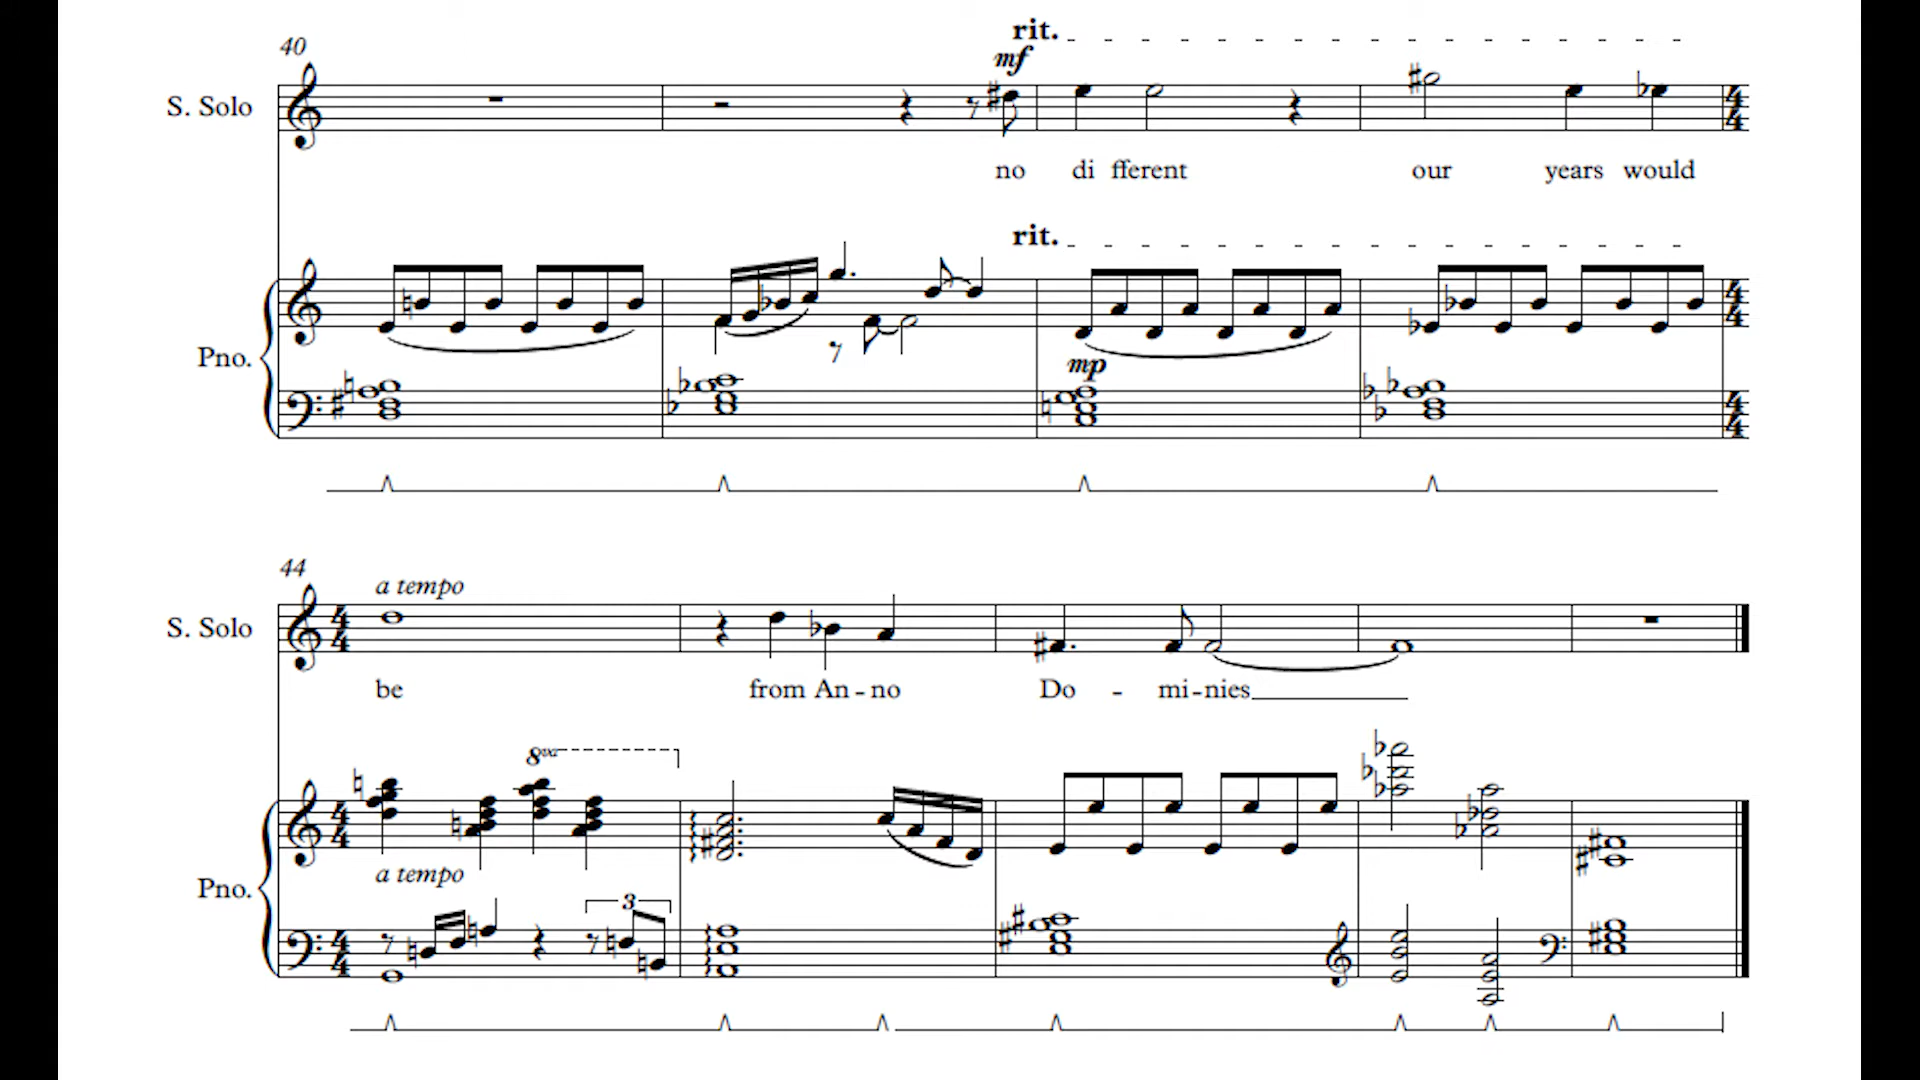 rit.
40
mf
S. Solo
no di fferent our years would
rit.
Pno.
mp
44
a tempo
S. Solo
be from An - no Do - mi - nies
8va
a tempo
Pno.
3